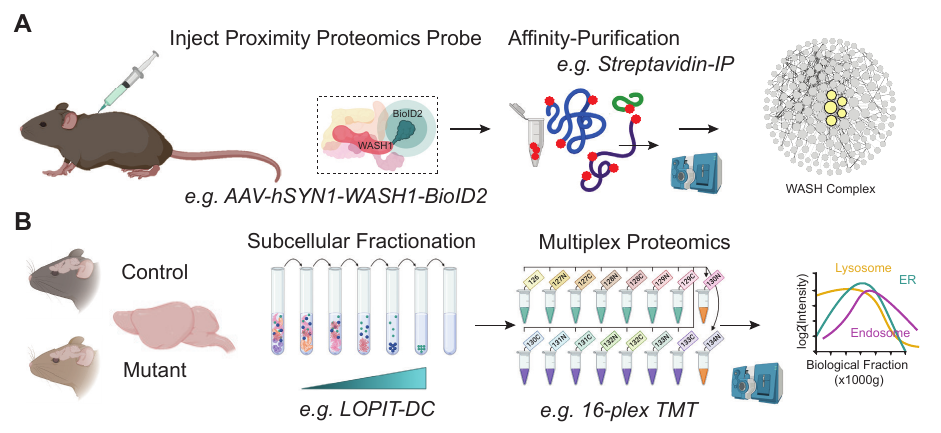 A
Inject Proximity Proteomics Probe
Affinity-Purification
e.g. Streptavidin-IP
BioID2
WASH1
e.g. AAV-hSYN1-WASH1-BioID2
WASH Complex
B
Control
Mutant
Subcellular Fractionation
e.g. LOPIT-DC
Multiplex Proteomics
126 127N 127C 128N 128C 129N 129C 130N
130C 131N 131C 132N 132C 133N 133C 134N
e.g. 16-plex TMT
Lysosome
ER
Endosome
log2(Intensity)
Biological Fraction
(x1000g)